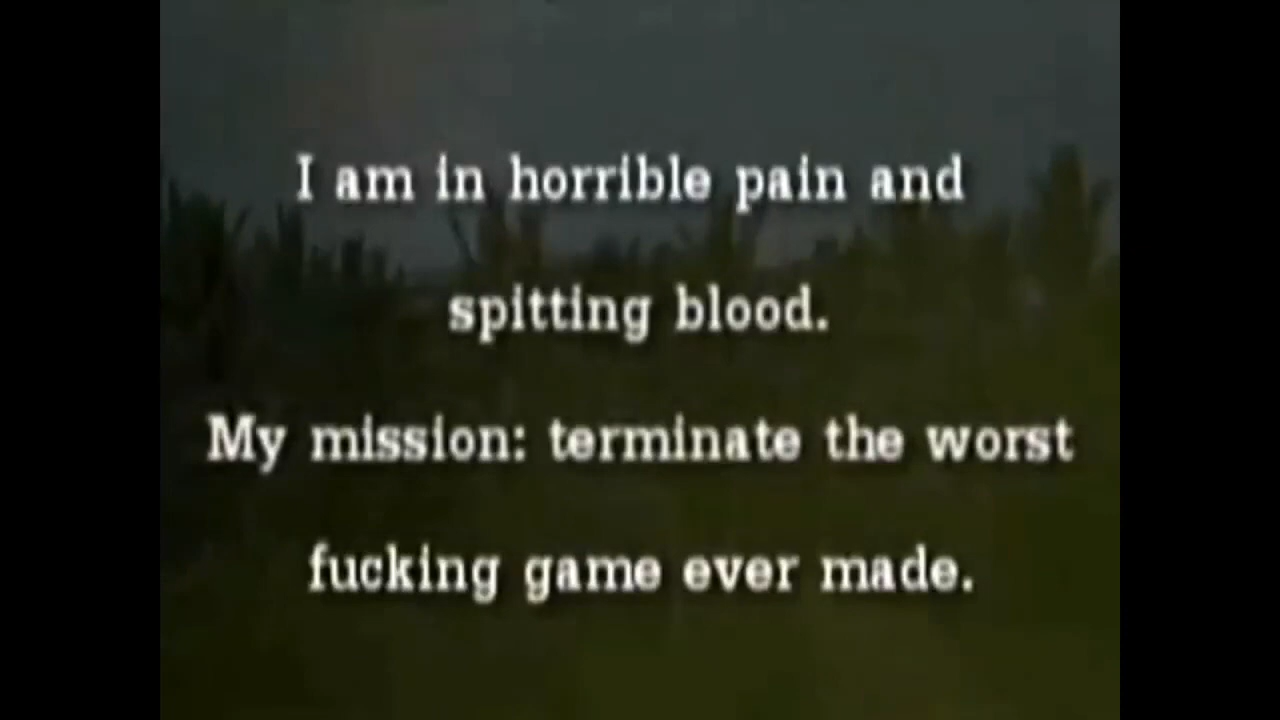 I am in horrible pain and
spitting blood.
My mission: terminate the worst
fucking game ever made.